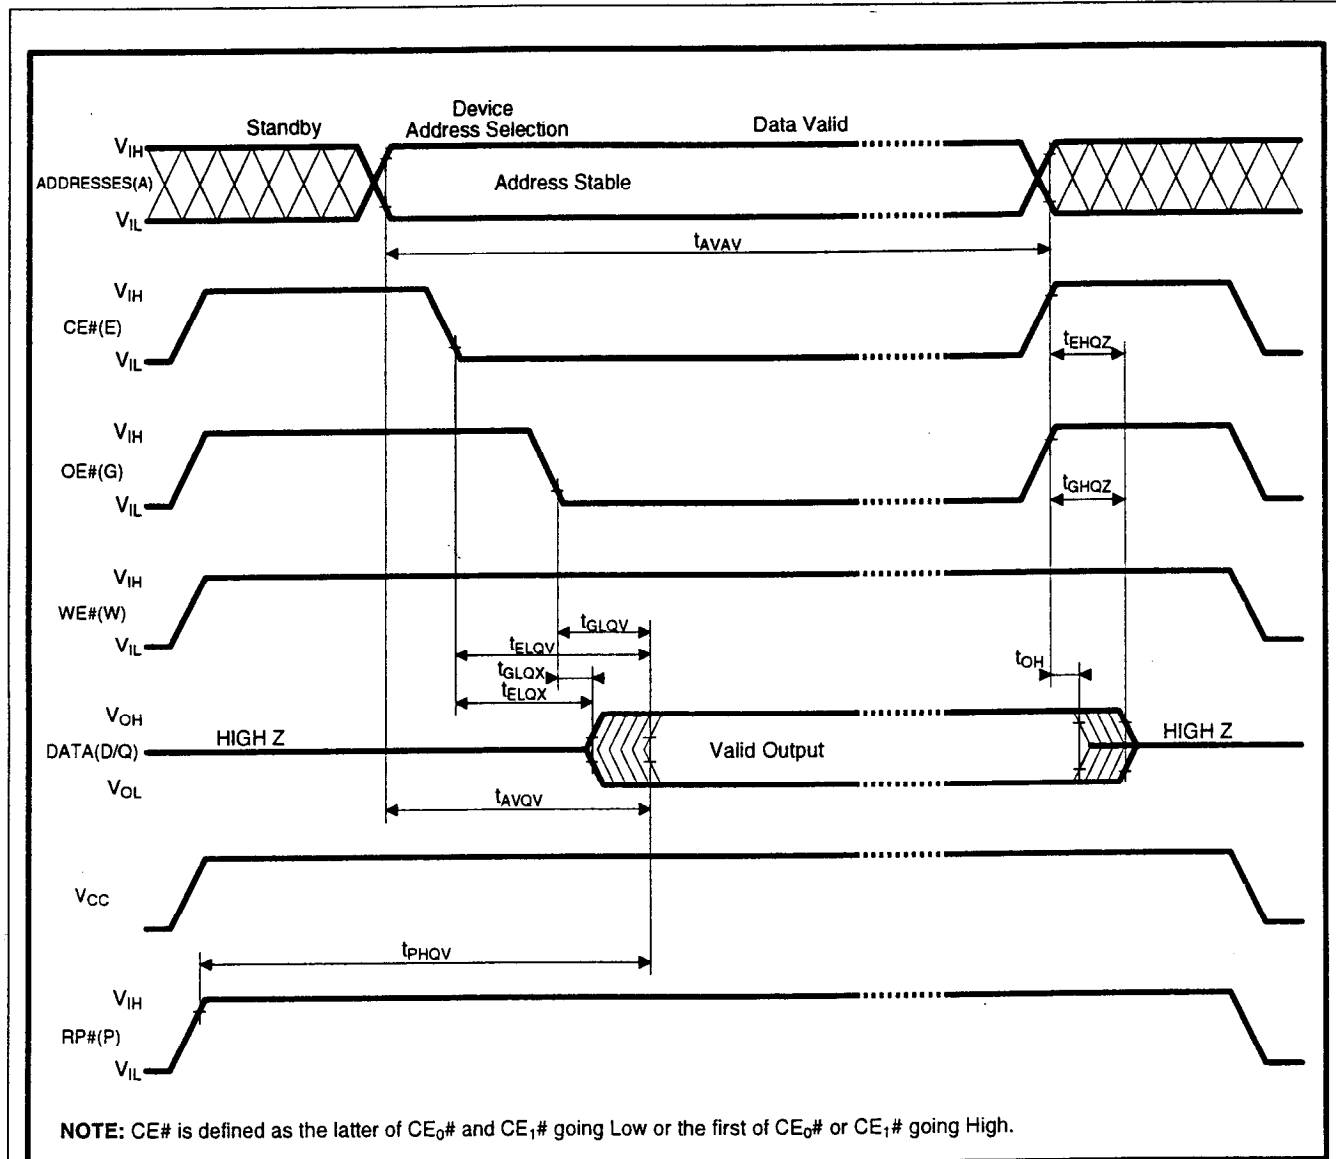 Standby
Device
Address Selection
Data Valid
VIH
ADDRESSES(A)
Address Stable
VIL
tAVAV
VIH
CE#(E)
tEHQZ
VIL
VIH
OE#(G)
tGHQZ
VIL
VIH
WE#(W)
tGLQV
VIL
tELQV
tGLQX
tOH
tELQX
VOH
HIGH Z
HIGH Z
DATA(D/Q)
Valid Output
VOL
tAVQV
VCC
tPHQV
VIH
RP#(P)
VIL
NOTE: CE# is defined as the latter of CE0# and CE1# going Low or the first of CE0# or CE1# going High.